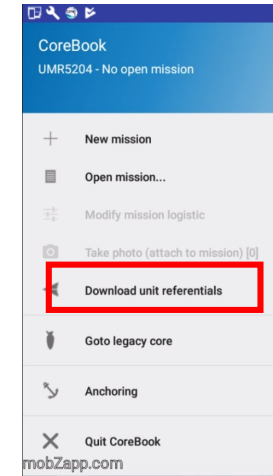 CoreBook
UMR5204 - No open mission
New mission
Open mission...
Modify mission logistic
Take photo (attach to mission) [0]
Download unit referentials
Goto legacy core
Anchoring
Quit CoreBook
mobZapp.com